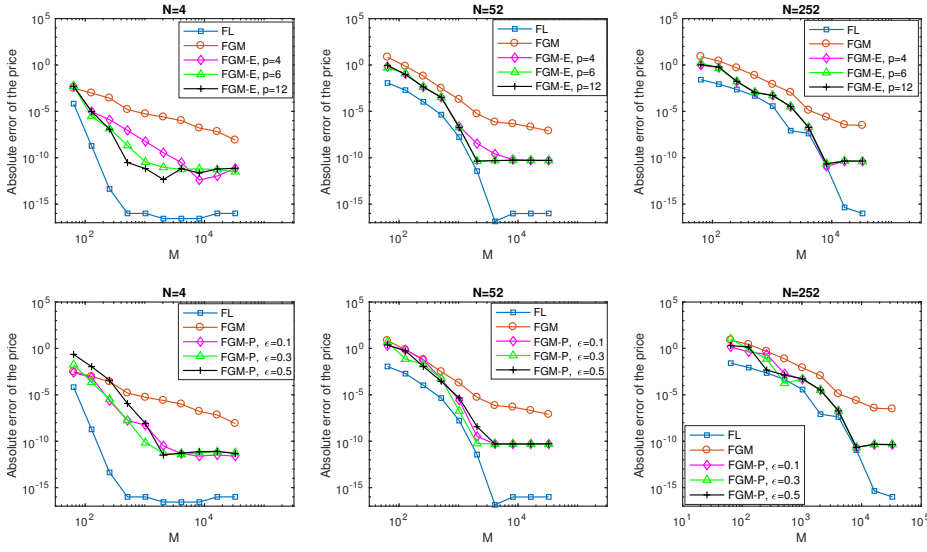 N=4
Absolute error of the price
10^5
10^0
10^-5
10^-10
10^-15
10^2
10^4
M
FL
FGM
FGM-E, p=4
FGM-E, p=6
FGM-E, p=12
N=52
Absolute error of the price
10^5
10^0
10^-5
10^-10
10^-15
10^2
10^4
M
FL
FGM
FGM-E, p=4
FGM-E, p=6
FGM-E, p=12
N=252
Absolute error of the price
10^5
10^0
10^-5
10^-10
10^-15
10^2
10^4
M
FL
FGM
FGM-E, p=4
FGM-E, p=6
FGM-E, p=12
N=4
Absolute error of the price
10^5
10^0
10^-5
10^-10
10^-15
10^2
10^4
M
FL
FGM
FGM-P, ϵ=0.1
FGM-P, ϵ=0.3
FGM-P, ϵ=0.5
N=52
Absolute error of the price
10^5
10^0
10^-5
10^-10
10^-15
10^2
10^4
M
FL
FGM
FGM-P, ϵ=0.1
FGM-P, ϵ=0.3
FGM-P, ϵ=0.5
N=252
Absolute error of the price
10^5
10^0
10^-5
10^-10
10^-15
10^1
10^2
10^3
10^4
10^5
M
FL
FGM
FGM-P, ϵ=0.1
FGM-P, ϵ=0.3
FGM-P, ϵ=0.5